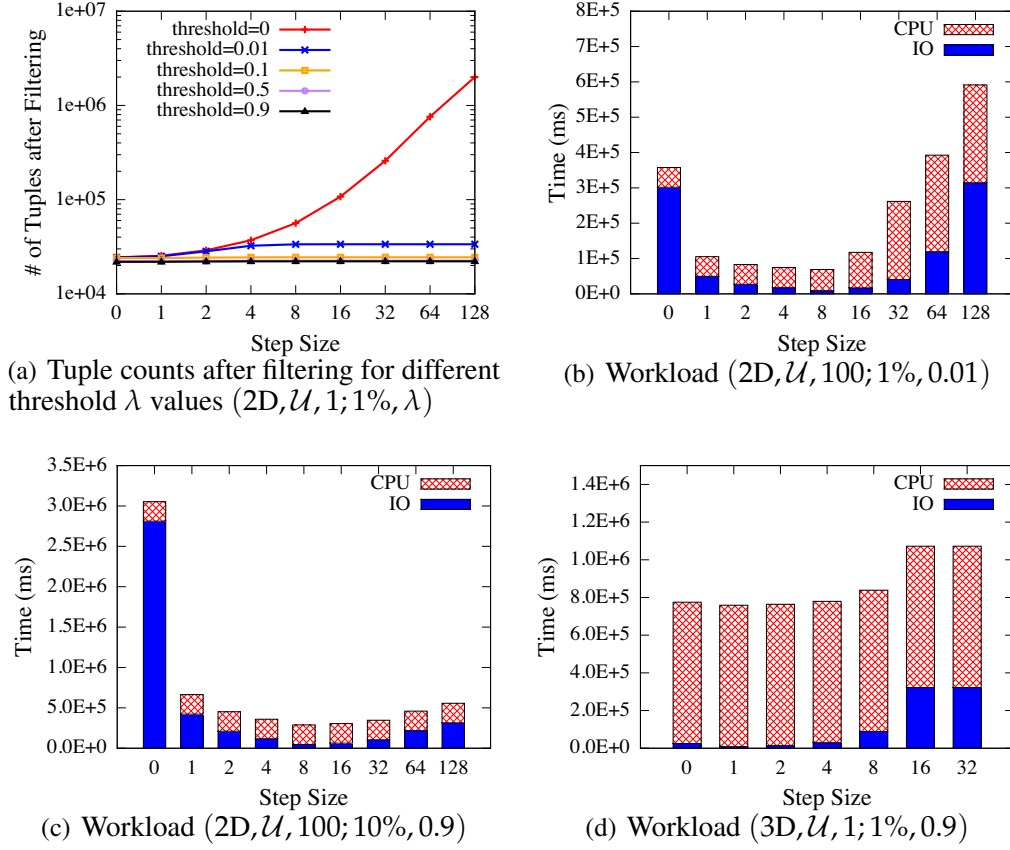 1e+07
1e+06
1e+05
1e+04
# of Tuples after Filtering
threshold=0
threshold=0.01
threshold=0.1
threshold=0.5
threshold=0.9
0 1 2 4 8 16 32 64 128
Step Size
(a) Tuple counts after filtering for different
threshold λ values (2D, 𝒰, 1; 1%, λ)
8E+5
7E+5
6E+5
5E+5
4E+5
3E+5
2E+5
1E+5
0E+0
Time (ms)
CPU
IO
0 1 2 4 8 16 32 64 128
Step Size
(b) Workload (2D, 𝒰, 100; 1%, 0.01)
3.5E+6
3.0E+6
2.5E+6
2.0E+6
1.5E+6
1.0E+6
5.0E+5
0.0E+0
Time (ms)
CPU
IO
0 1 2 4 8 16 32 64 128
Step Size
(c) Workload (2D, 𝒰, 100; 10%, 0.9)
1.4E+6
1.2E+6
1.0E+6
8.0E+5
6.0E+5
4.0E+5
2.0E+5
0.0E+0
Time (ms)
CPU
IO
0 1 2 4 8 16 32
Step Size
(d) Workload (3D, 𝒰, 1; 1%, 0.9)